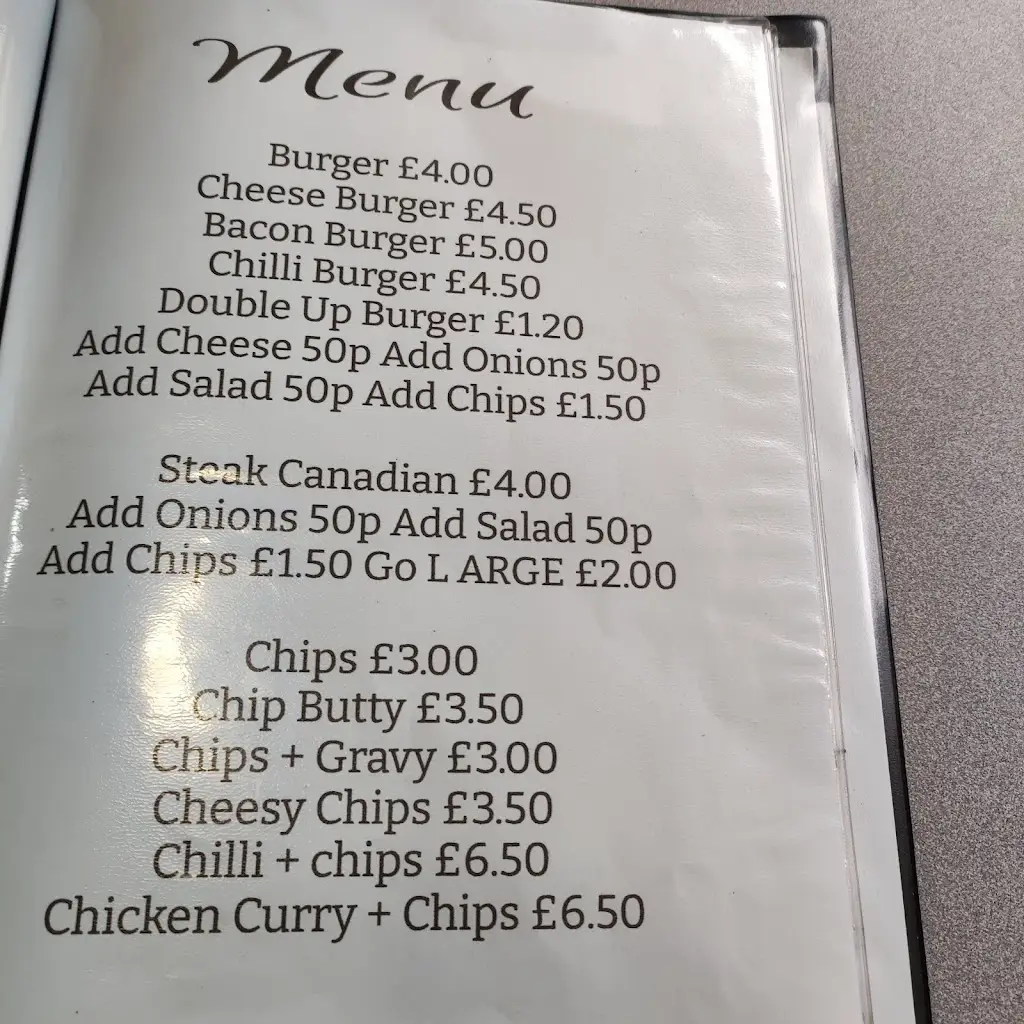 Menu
Burger £4.00
Cheese Burger £4.50
Bacon Burger £5.00
Chilli Burger £4.50
Double Up Burger £1.20
Add Cheese 50p Add Onions 50p
Add Salad 50p Add Chips £1.50
Steak Canadian £4.00
Add Onions 50p Add Salad 50p
Add Chips £1.50 Go L ARGE £2.00
Chips £3.00
Chip Butty £3.50
Chips + Gravy £3.00
Cheesy Chips £3.50
Chilli + chips £6.50
Chicken Curry + Chips £6.50